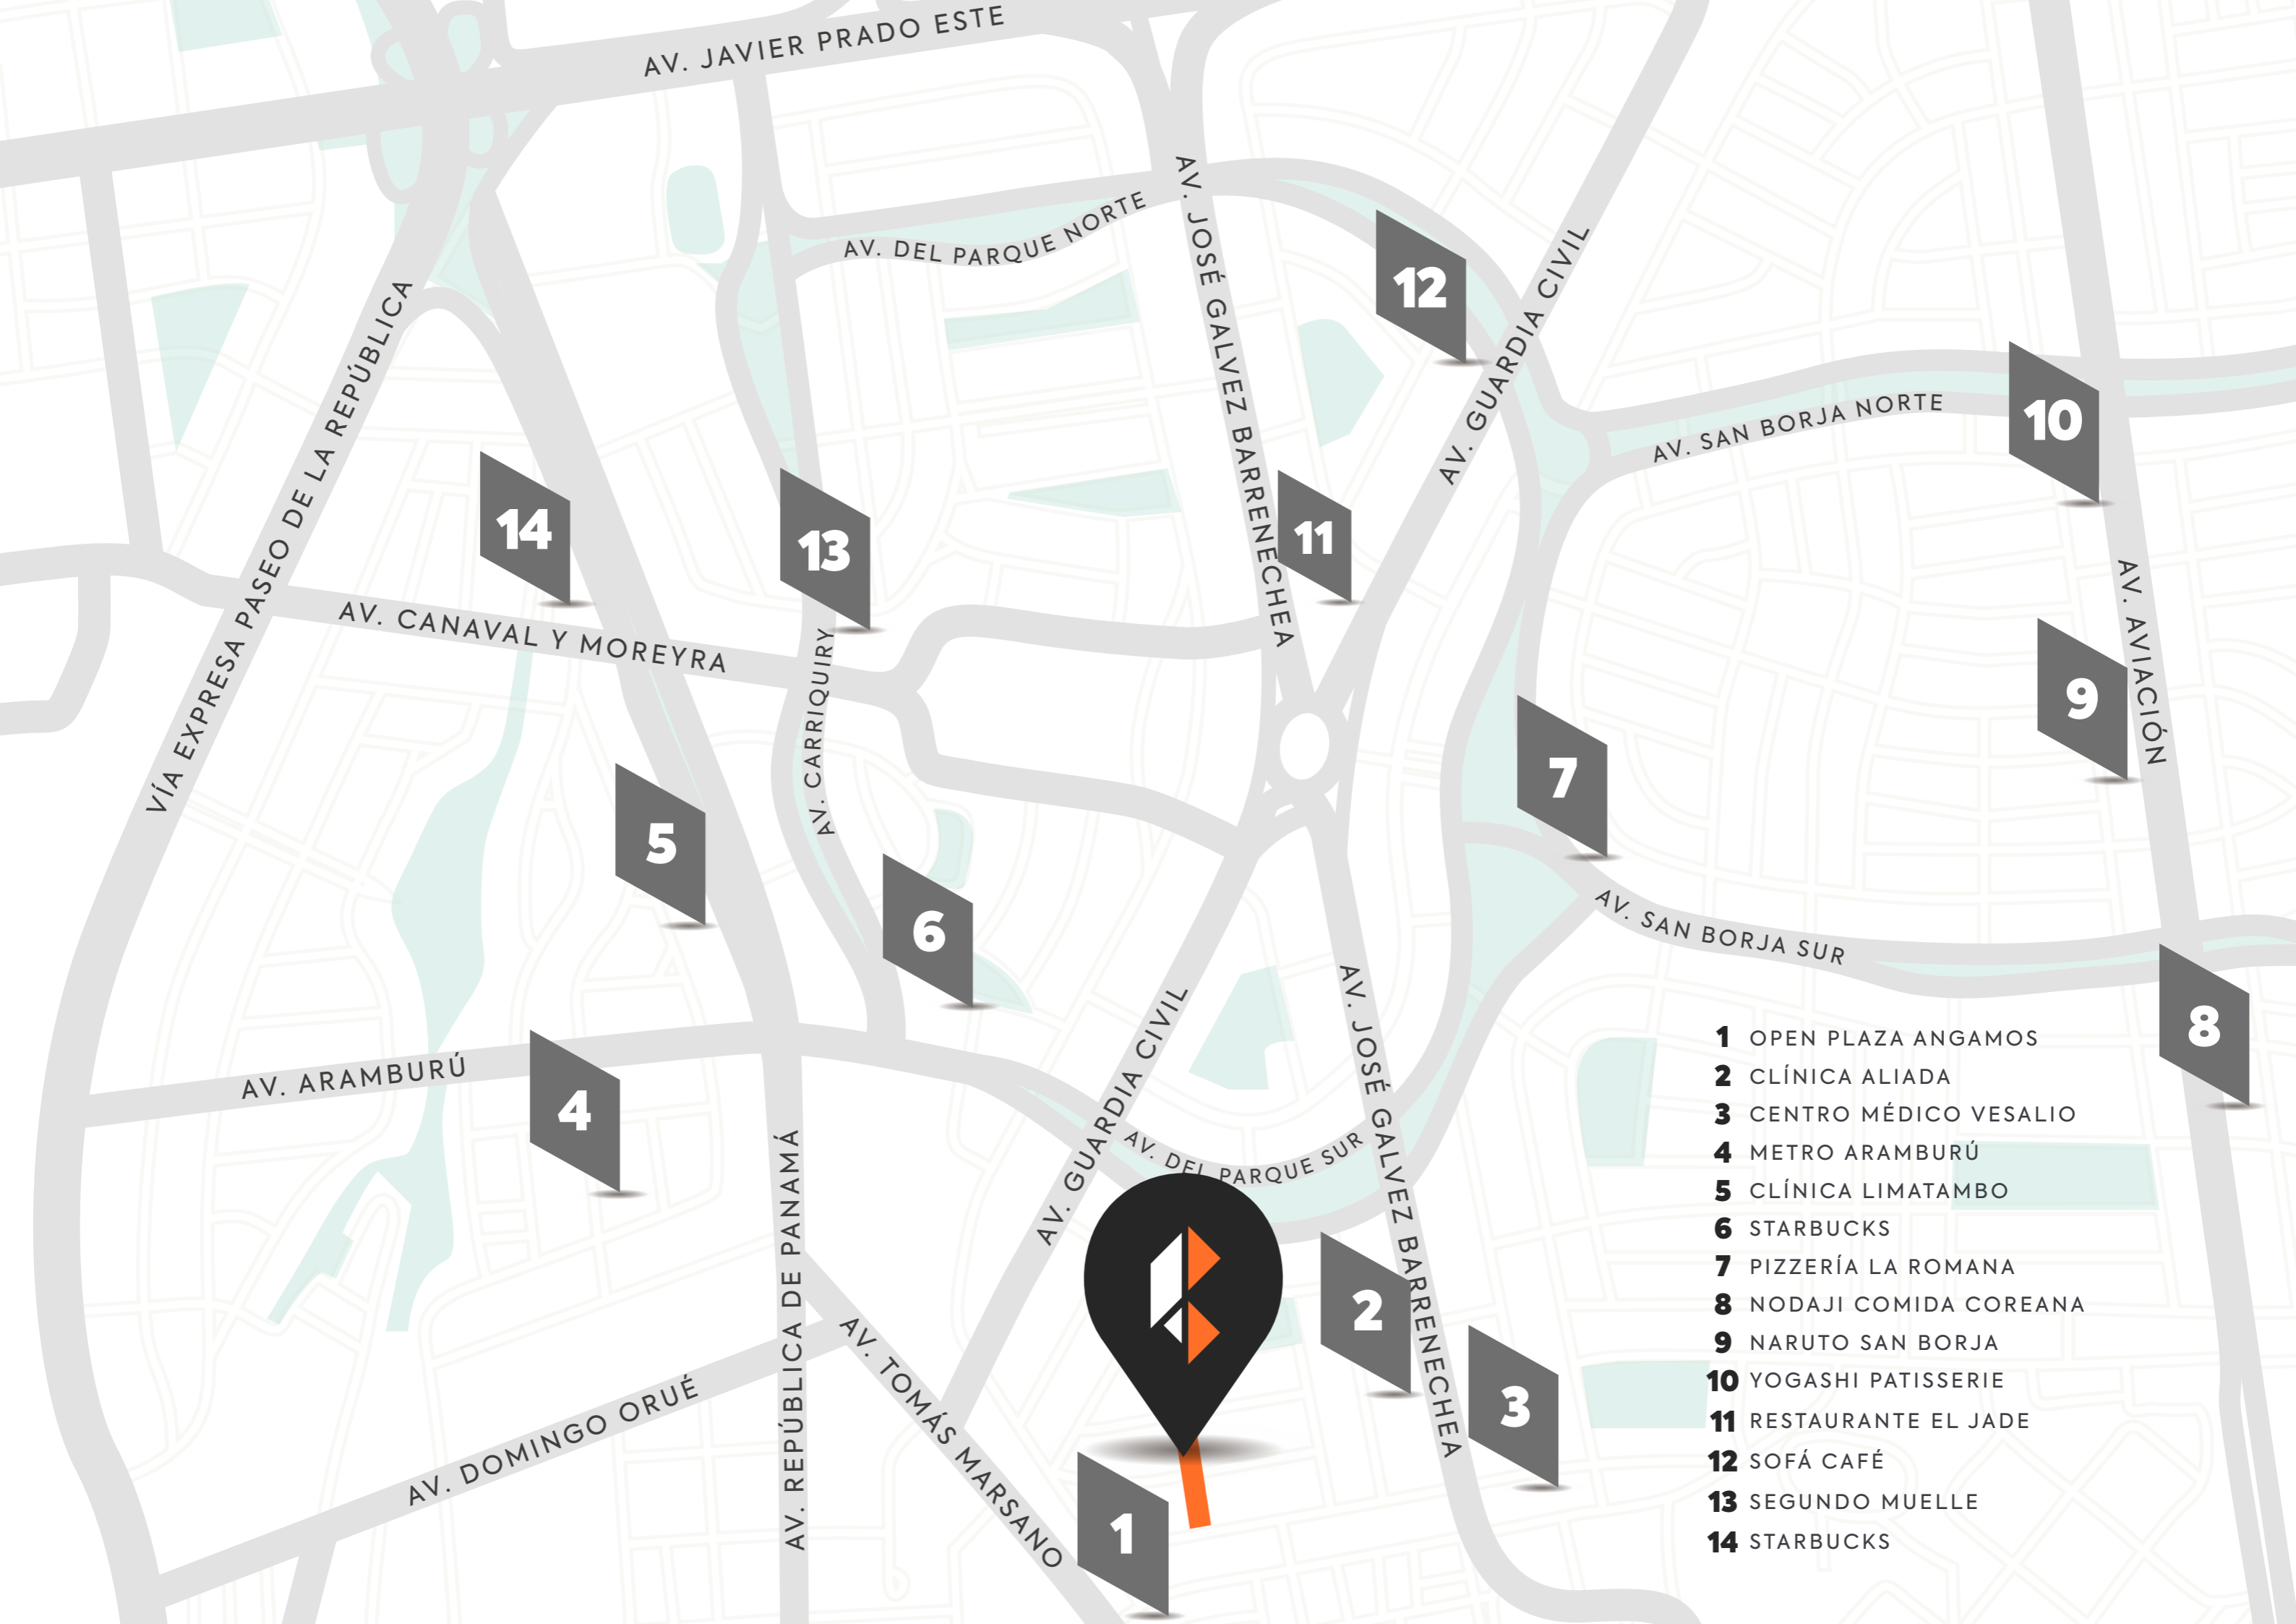 AV. JAVIER PRADO ESTE
AV. DEL PARQUE NORTE
AV. JOSÉ GALVEZ BARRENECHEA
AV. GUARDIA CIVIL
12
VÍA EXPRESA PASEO DE LA REPÚBLICA
AV. SAN BORJA NORTE
10
14
13
11
AV. CANAVAL Y MOREYRA
AV. CARRIQUIRY
AV. AVIACIÓN
9
7
5
6
AV. SAN BORJA SUR
8
AV. ARAMBURÚ
4
AV. GUARDIA CIVIL
AV. JOSÉ GALVEZ BARRENECHEA
AV. DEL PARQUE SUR
AV. REPÚBLICA DE PANAMÁ
2
3
AV. TOMÁS MARSANO
AV. DOMINGO ORUÉ
1
1 OPEN PLAZA ANGAMOS
2 CLÍNICA ALIADA
3 CENTRO MÉDICO VESALIO
4 METRO ARAMBURÚ
5 CLÍNICA LIMATAMBO
6 STARBUCKS
7 PIZZERÍA LA ROMANA
8 NODAJI COMIDA COREANA
9 NARUTO SAN BORJA
10 YOGASHI PATISSERIE
11 RESTAURANTE EL JADE
12 SOFÁ CAFÉ
13 SEGUNDO MUELLE
14 STARBUCKS